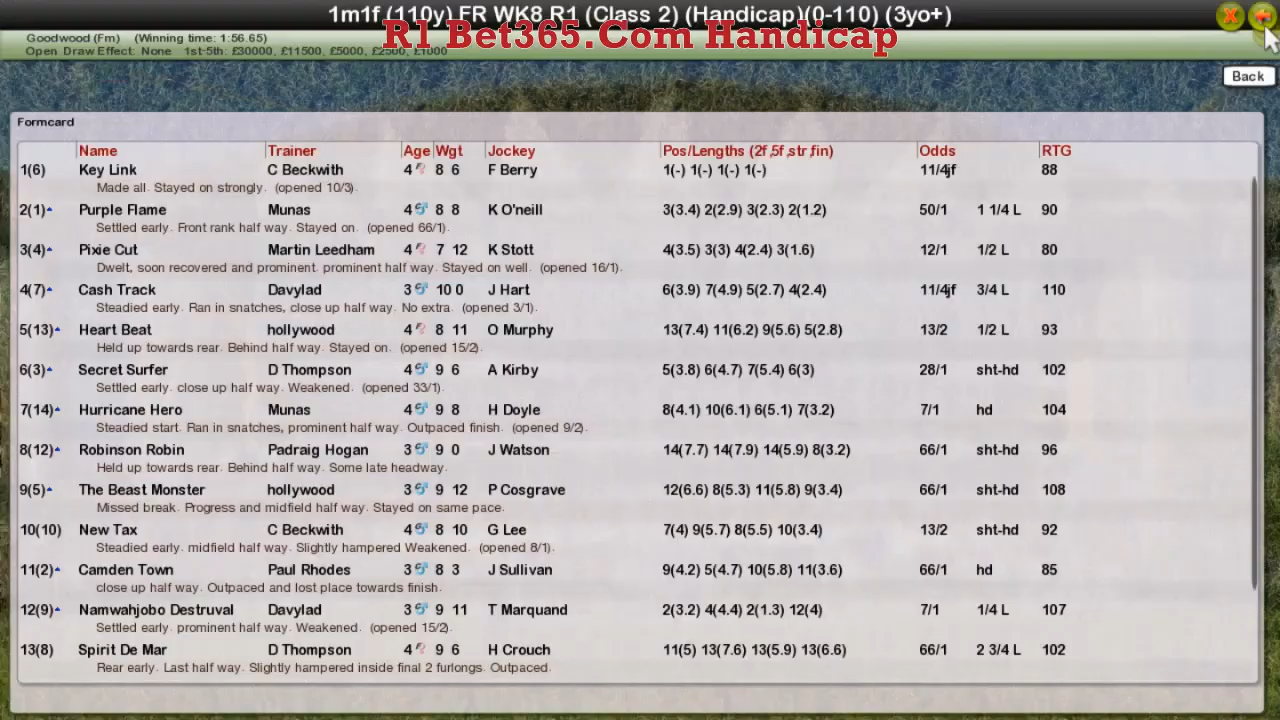 1m1f (110y) FR WK8 R1 (Class 2) (Handicap)(0-110) (3yo+)
R1 Bet365.Com Handicap
Goodwood (Fm) (Winning time: 1:56.65)
Open Draw Effect: None 1st-5th: £30000, £11500, £5000, £2500, £1000
Back
Formcard
Name Trainer Age Wgt Jockey Pos/Lengths (2f,5f,str,fin) Odds RTG
1(6) Key Link C Beckwith 4 8 6 F Berry 1(-) 1(-) 1(-) 1(-) 11/4jf 88
Made all. Stayed on strongly. (opened 10/3).
2(1) Purple Flame Munas 4 8 8 K O'neill 3(3.4) 2(2.9) 3(2.3) 2(1.2) 50/1 1 1/4 L 90
Settled early. Front rank half way. Stayed on. (opened 66/1).
3(4) Pixie Cut Martin Leedham 4 7 12 K Stott 4(3.5) 3(3) 4(2.4) 3(1.6) 12/1 1/2 L 80
Dwelt, soon recovered and prominent. prominent half way. Stayed on well. (opened 16/1).
4(7) Cash Track Davylad 3 10 0 J Hart 6(3.9) 7(4.9) 5(2.7) 4(2.4) 11/4jf 3/4 L 110
Steadied early. Ran in snatches, close up half way. No extra. (opened 3/1).
5(13) Heart Beat hollywood 4 8 11 O Murphy 13(7.4) 11(6.2) 9(5.6) 5(2.8) 13/2 1/2 L 93
Held up towards rear. Behind half way. Stayed on. (opened 15/2).
6(3) Secret Surfer D Thompson 4 9 6 A Kirby 5(3.8) 6(4.7) 7(5.4) 6(3) 28/1 sht-hd 102
Settled early. close up half way. Weakened. (opened 33/1).
7(14) Hurricane Hero Munas 4 9 8 H Doyle 8(4.1) 10(6.1) 6(5.1) 7(3.2) 7/1 hd 104
Steadied start. Ran in snatches, prominent half way. Outpaced finish. (opened 9/2).
8(12) Robinson Robin Padraig Hogan 3 9 0 J Watson 14(7.7) 14(7.9) 14(5.9) 8(3.2) 66/1 sht-hd 96
Held up towards rear. Behind half way. Some late headway.
9(5) The Beast Monster hollywood 3 9 12 P Cosgrave 12(6.6) 8(5.3) 11(5.8) 9(3.4) 66/1 sht-hd 108
Missed break. Progress and midfield half way. Stayed on same pace.
10(10) New Tax C Beckwith 4 8 10 G Lee 7(4) 9(5.7) 8(5.5) 10(3.4) 13/2 sht-hd 92
Steadied early. midfield half way. Slightly hampered Weakened. (opened 8/1).
11(2) Camden Town Paul Rhodes 3 8 3 J Sullivan 9(4.2) 5(4.7) 10(5.8) 11(3.6) 66/1 hd 85
close up half way. Outpaced and lost place towards finish.
12(9) Namwahjobo Destruval Davylad 3 9 11 T Marquand 2(3.2) 4(4.4) 2(1.3) 12(4) 7/1 1/4 L 107
Settled early. prominent half way. Weakened. (opened 15/2).
13(8) Spirit De Mar D Thompson 4 9 6 H Crouch 11(5) 13(7.6) 13(5.9) 13(6.6) 66/1 2 3/4 L 102
Rear early. Last half way. Slightly hampered inside final 2 furlongs. Outpaced.